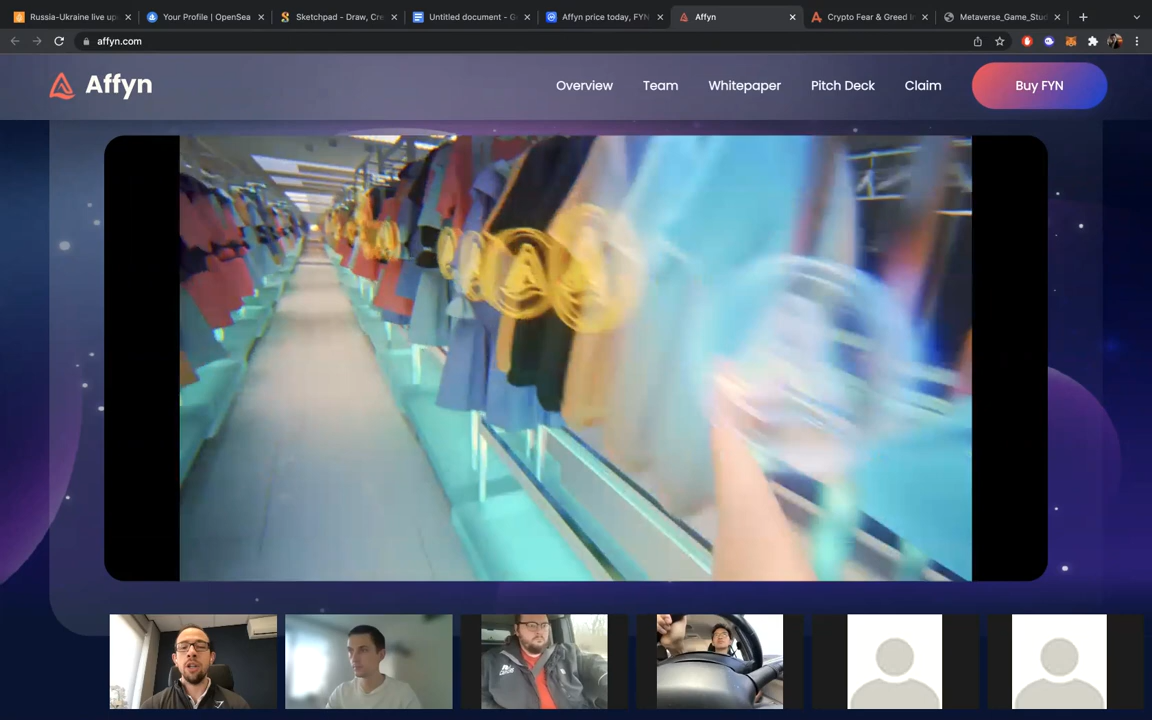 Russia-Ukraine live up
Your Profile | OpenSea
Sketchpad - Draw, Cre
Untitled document - G
Affyn price today, FYN
Affyn
Crypto Fear & Greed I
Metaverse_Game_Stud
affyn.com
Affyn
Overview
Team
Whitepaper
Pitch Deck
Claim
Buy FYN